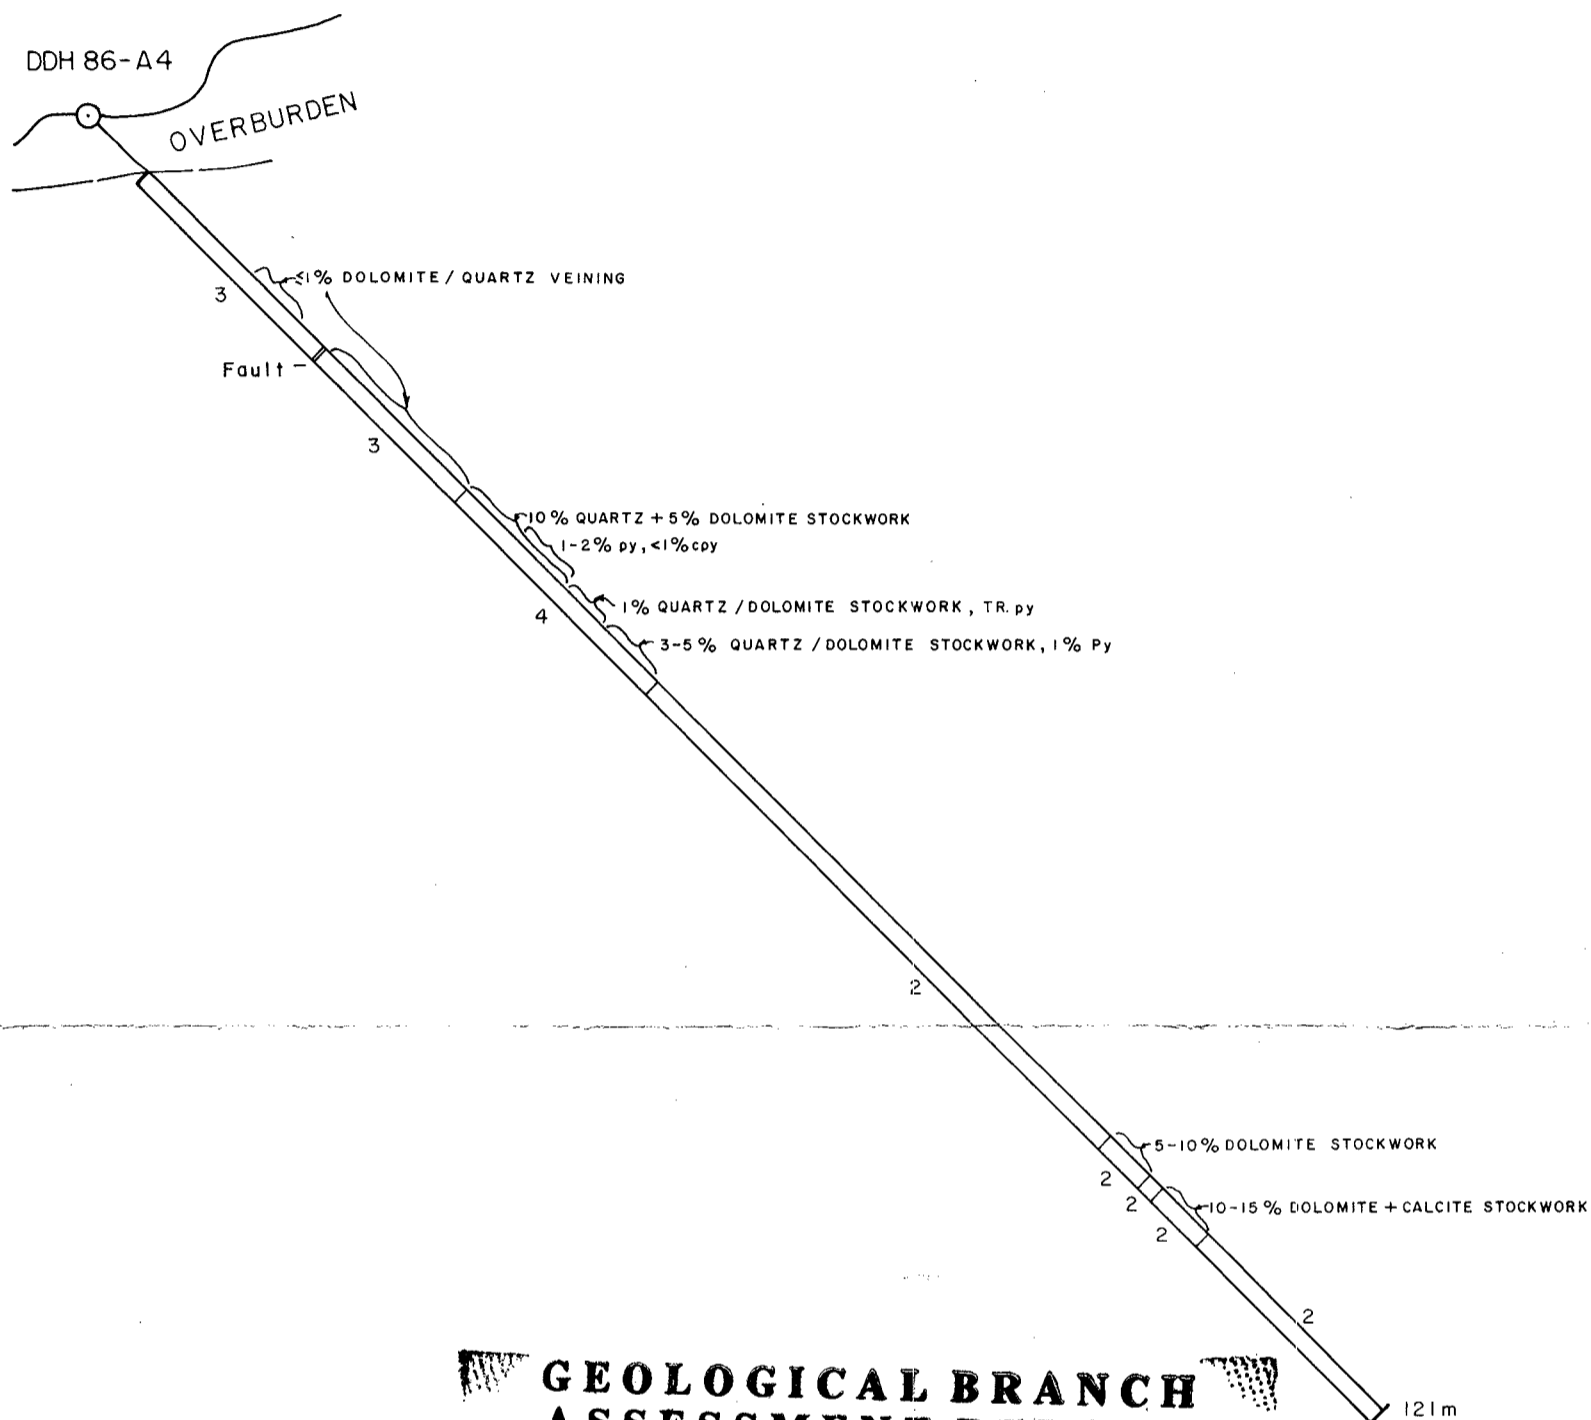 DDH 86-A4
OVERBURDEN
≤1% DOLOMITE / QUARTZ VEINING
3
Fault
3
10% QUARTZ + 5% DOLOMITE STOCKWORK
1-2% py, <1% cpy
1% QUARTZ / DOLOMITE STOCKWORK, TR. py
4
3-5% QUARTZ / DOLOMITE STOCKWORK, 1% Py
2
5-10% DOLOMITE STOCKWORK
2
2
10-15% DOLOMITE + CALCITE STOCKWORK
2
2
GEOLOGICAL BRANCH
ASSESSMENT
121m